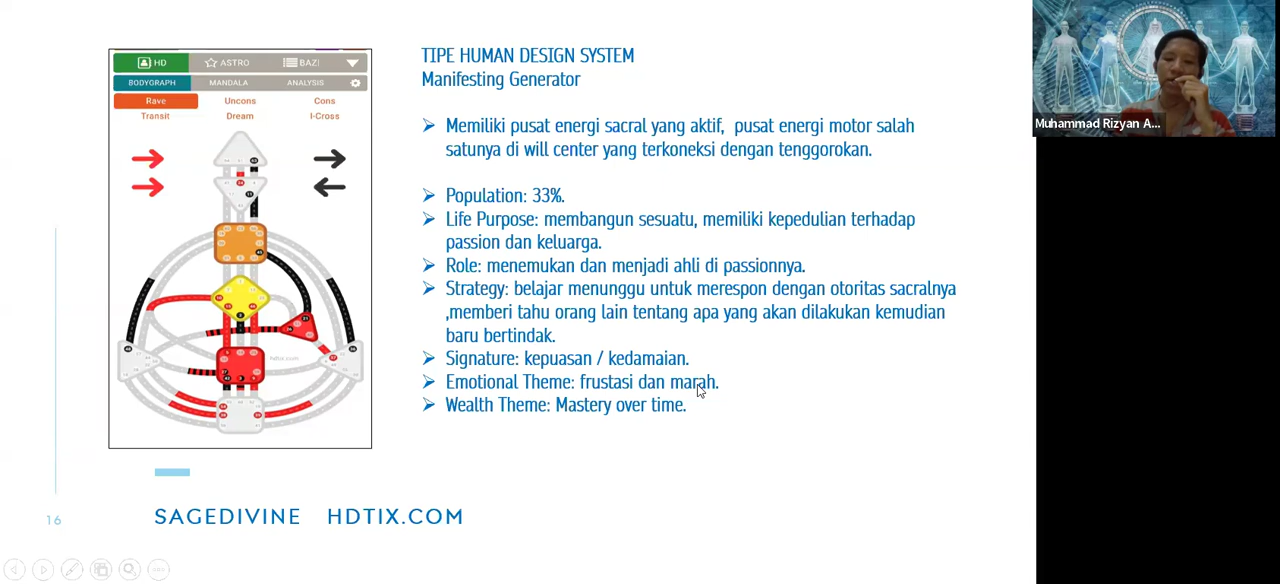 TIPE HUMAN DESIGN SYSTEM
Manifesting Generator
Memiliki pusat energi sacral yang aktif, pusat energi motor salah
satunya di will center yang terkoneksi dengan tenggorokan.
Population: 33%.
Life Purpose: membangun sesuatu, memiliki kepedulian terhadap
passion dan keluarga.
Role: menemukan dan menjadi ahli di passionnya.
Strategy: belajar menunggu untuk merespon dengan otoritas sacralnya
,memberi tahu orang lain tentang apa yang akan dilakukan kemudian
baru bertindak.
Signature: kepuasan / kedamaian.
Emotional Theme: frustasi dan marah.
Wealth Theme: Mastery over time.
HD ASTRO BAZI
BODYGRAPH MANDALA ANALYSIS
Rave Uncons Cons
Transit Dream I-Cross
16
SAGEDIVINE HDTIX.COM
Muhammad Rizyan A...